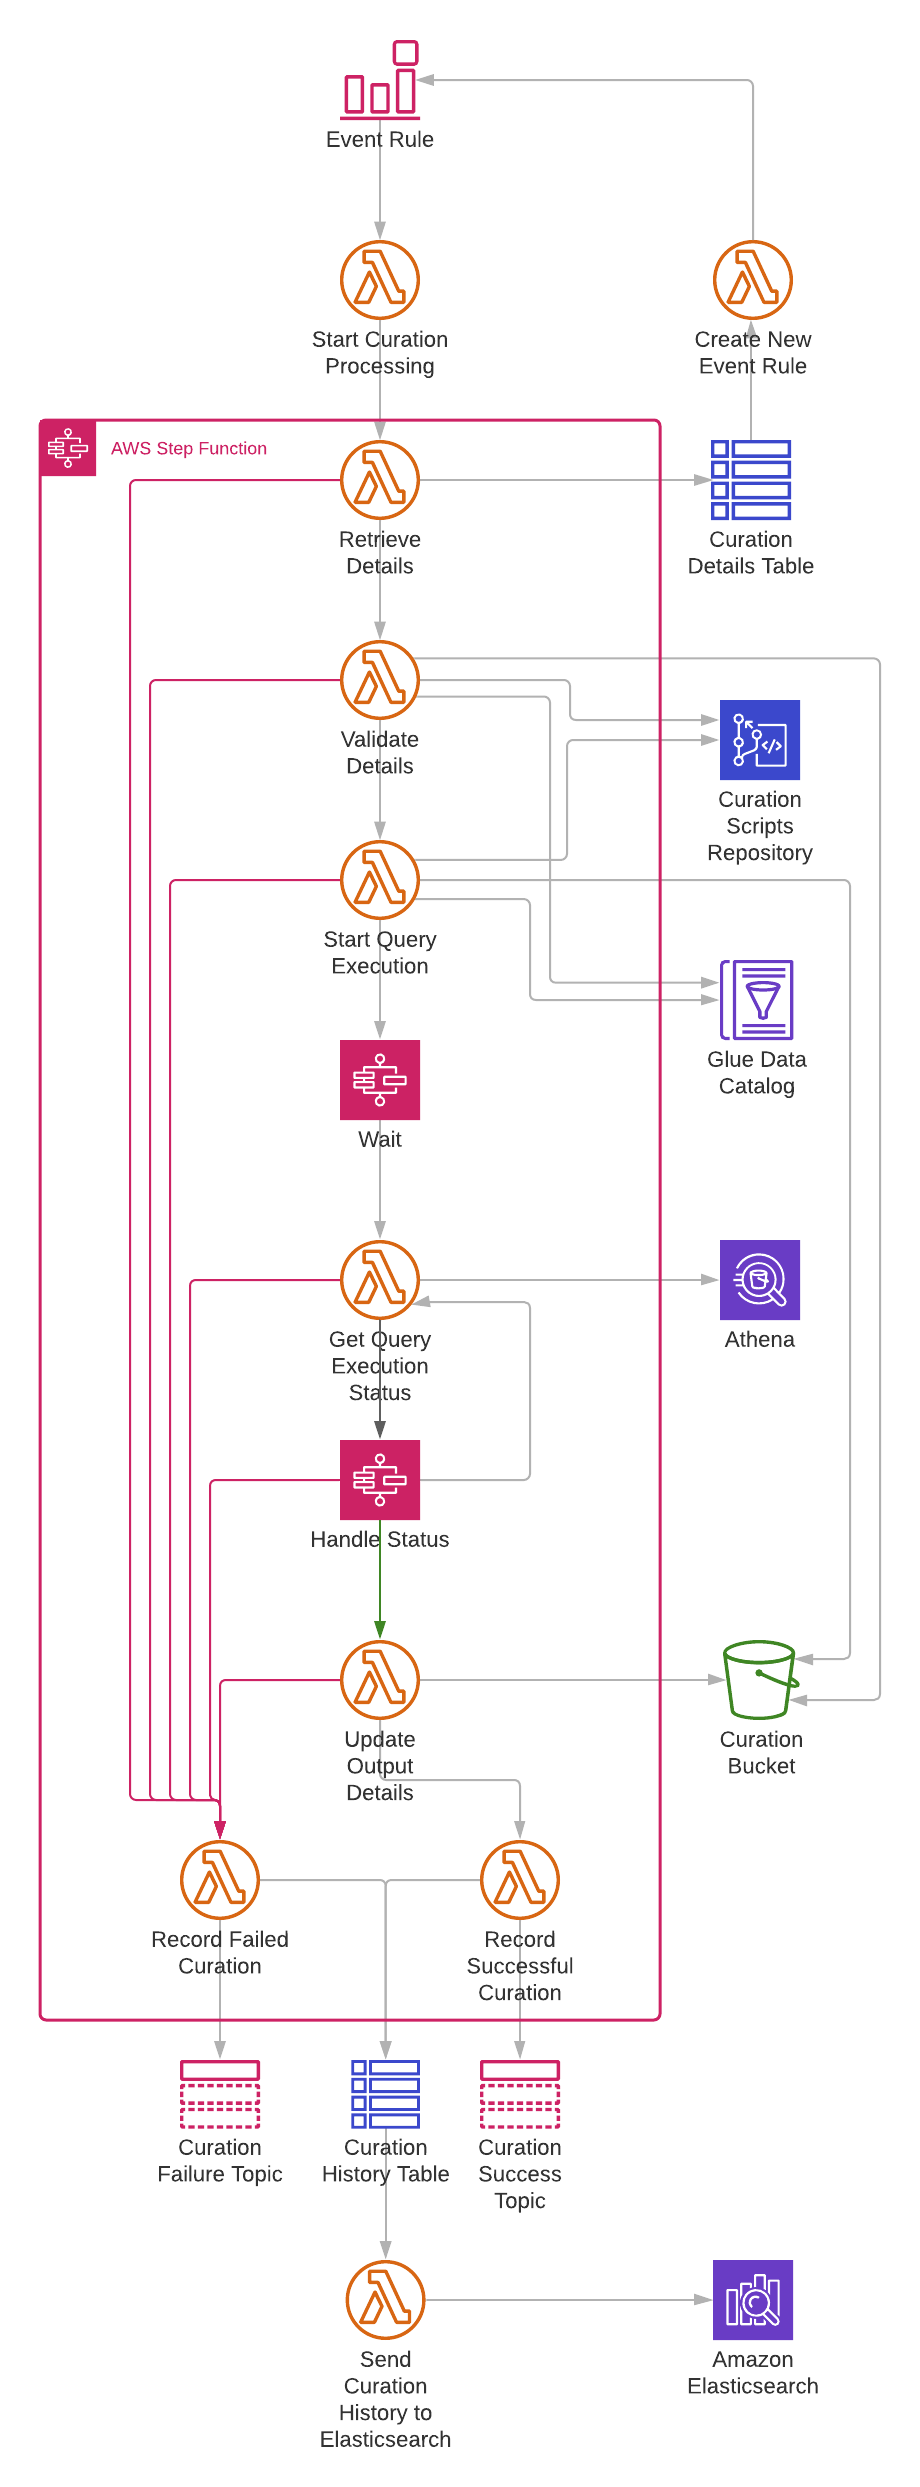 Event Rule
Start Curation
Processing
Create New
Event Rule
AWS Step Function
Retrieve
Details
Curation
Details Table
Validate
Details
Curation
Scripts
Repository
Start Query
Execution
Glue Data
Catalog
Wait
Get Query
Execution
Status
Athena
Handle Status
Update
Output
Details
Curation
Bucket
Record Failed
Curation
Record
Successful
Curation
Curation
Failure Topic
Curation
History Table
Curation
Success
Topic
Send
Curation
History to
Elasticsearch
Amazon
Elasticsearch